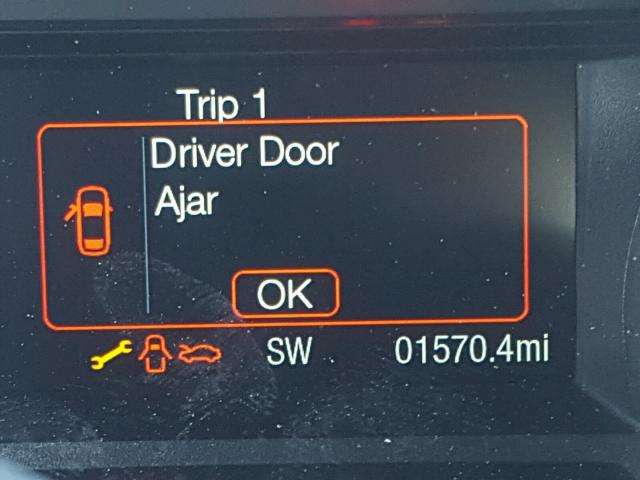 Trip 1
Driver Door
Ajar
OK
SW 01570.4mi